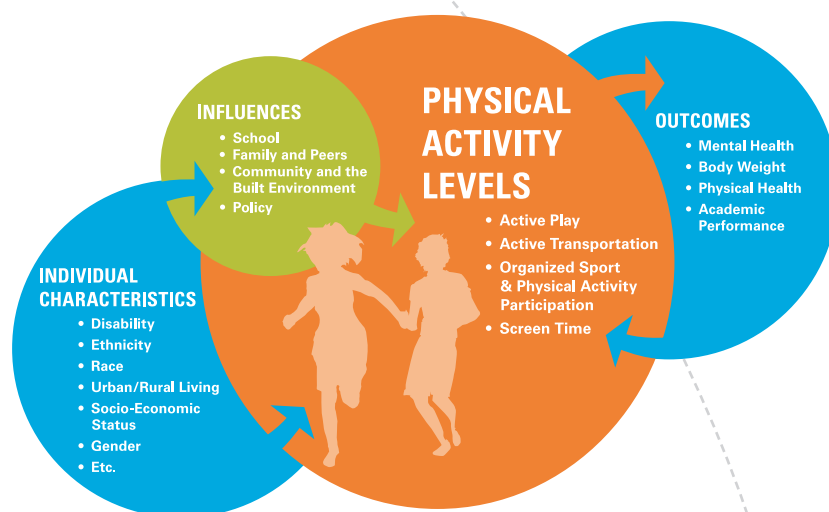 INFLUENCES
• School
• Family and Peers
• Community and the
Built Environment
• Policy
PHYSICAL
ACTIVITY
LEVELS
• Active Play
• Active Transportation
• Organized Sport
& Physical Activity
Participation
• Screen Time
OUTCOMES
• Mental Health
• Body Weight
• Physical Health
• Academic
Performance
INDIVIDUAL
CHARACTERISTICS
• Disability
• Ethnicity
• Race
• Urban/Rural Living
• Socio-Economic
Status
• Gender
• Etc.